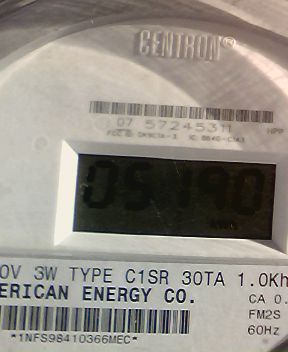 CENTRON®
07 57245311
05190
0V 3W TYPE C1SR 30TA 1.0Kh
ERICAN ENERGY CO.
CA 0.
FM2S
60Hz
*1NFS98410366MEC*